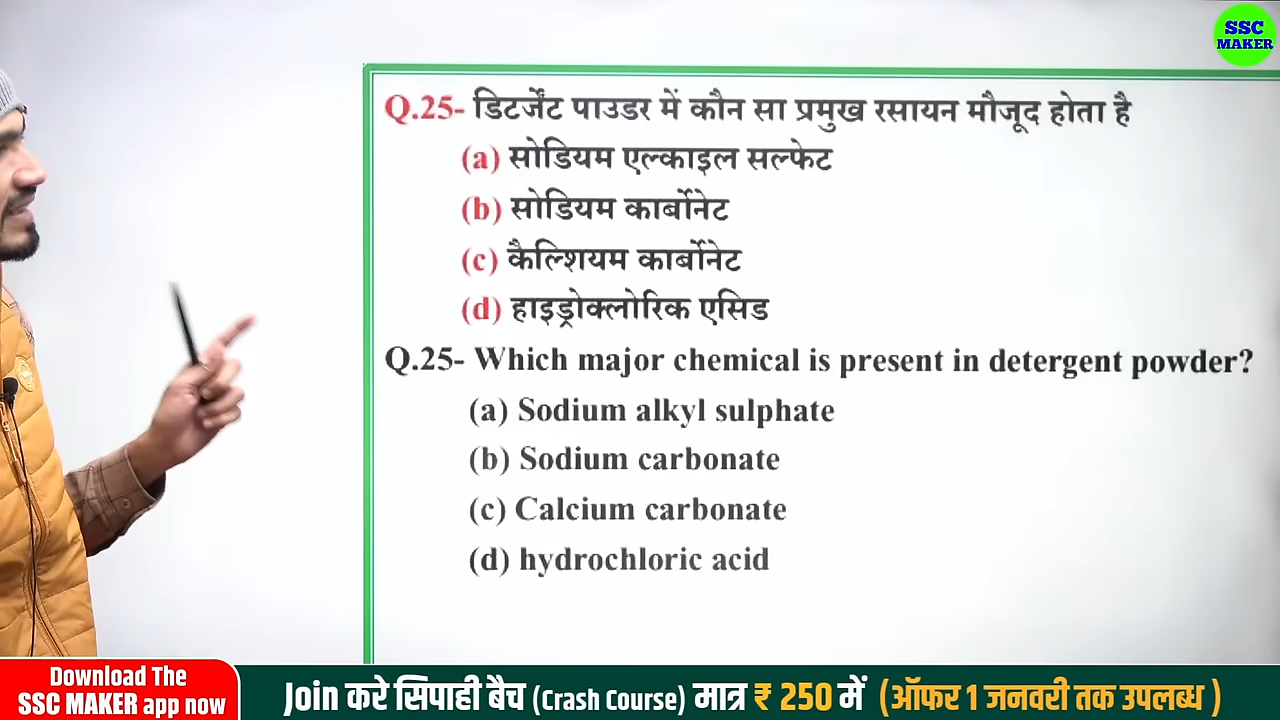 SSC
MAKER
Q.25- डिटर्जेंट पाउडर में कौन सा प्रमुख रसायन मौजूद होता है
(a) सोडियम एल्काइल सल्फेट
(b) सोडियम कार्बोनेट
(c) कैल्शियम कार्बोनेट
(d) हाइड्रोक्लोरिक एसिड
Q.25- Which major chemical is present in detergent powder?
(a) Sodium alkyl sulphate
(b) Sodium carbonate
(c) Calcium carbonate
(d) hydrochloric acid
Download The
SSC MAKER app now
Join करे सिपाही बैच (Crash Course) मात्र ₹ 250 में (ऑफर 1 जनवरी तक उपलब्ध )